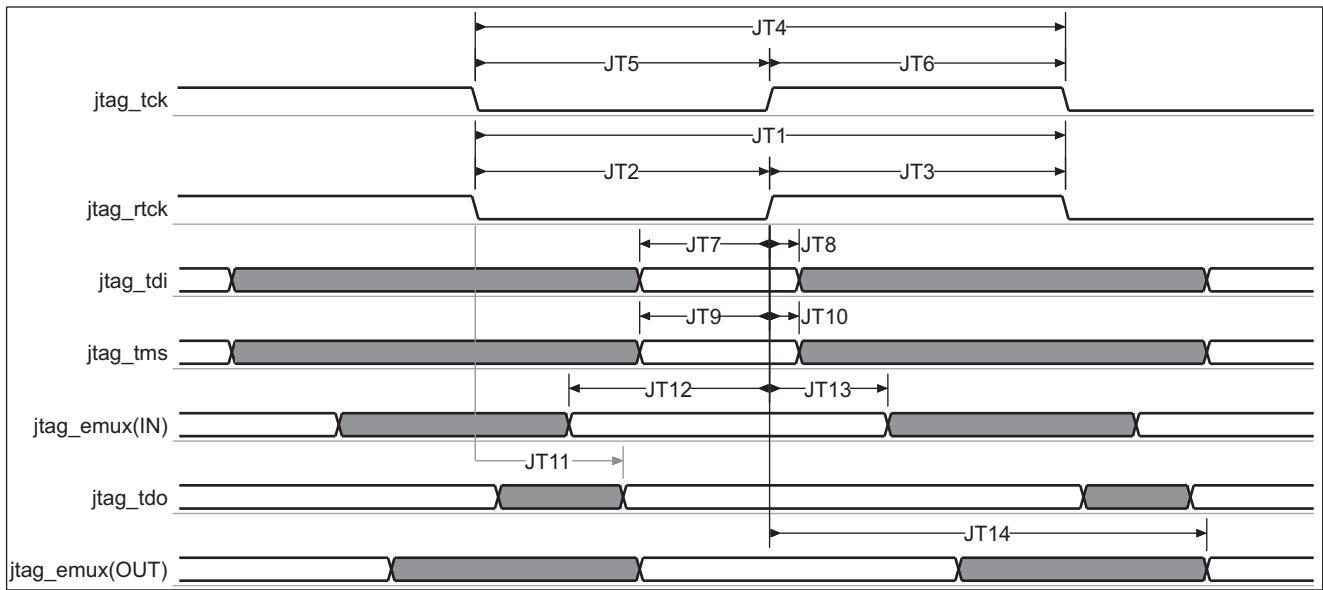 JT4
JT5 JT6
jtag_tck
JT1
JT2 JT3
jtag_rtck
JT7 JT8
jtag_tdi
JT9 JT10
jtag_tms
JT12 JT13
jtag_emux(IN)
JT11
jtag_tdo
JT14
jtag_emux(OUT)